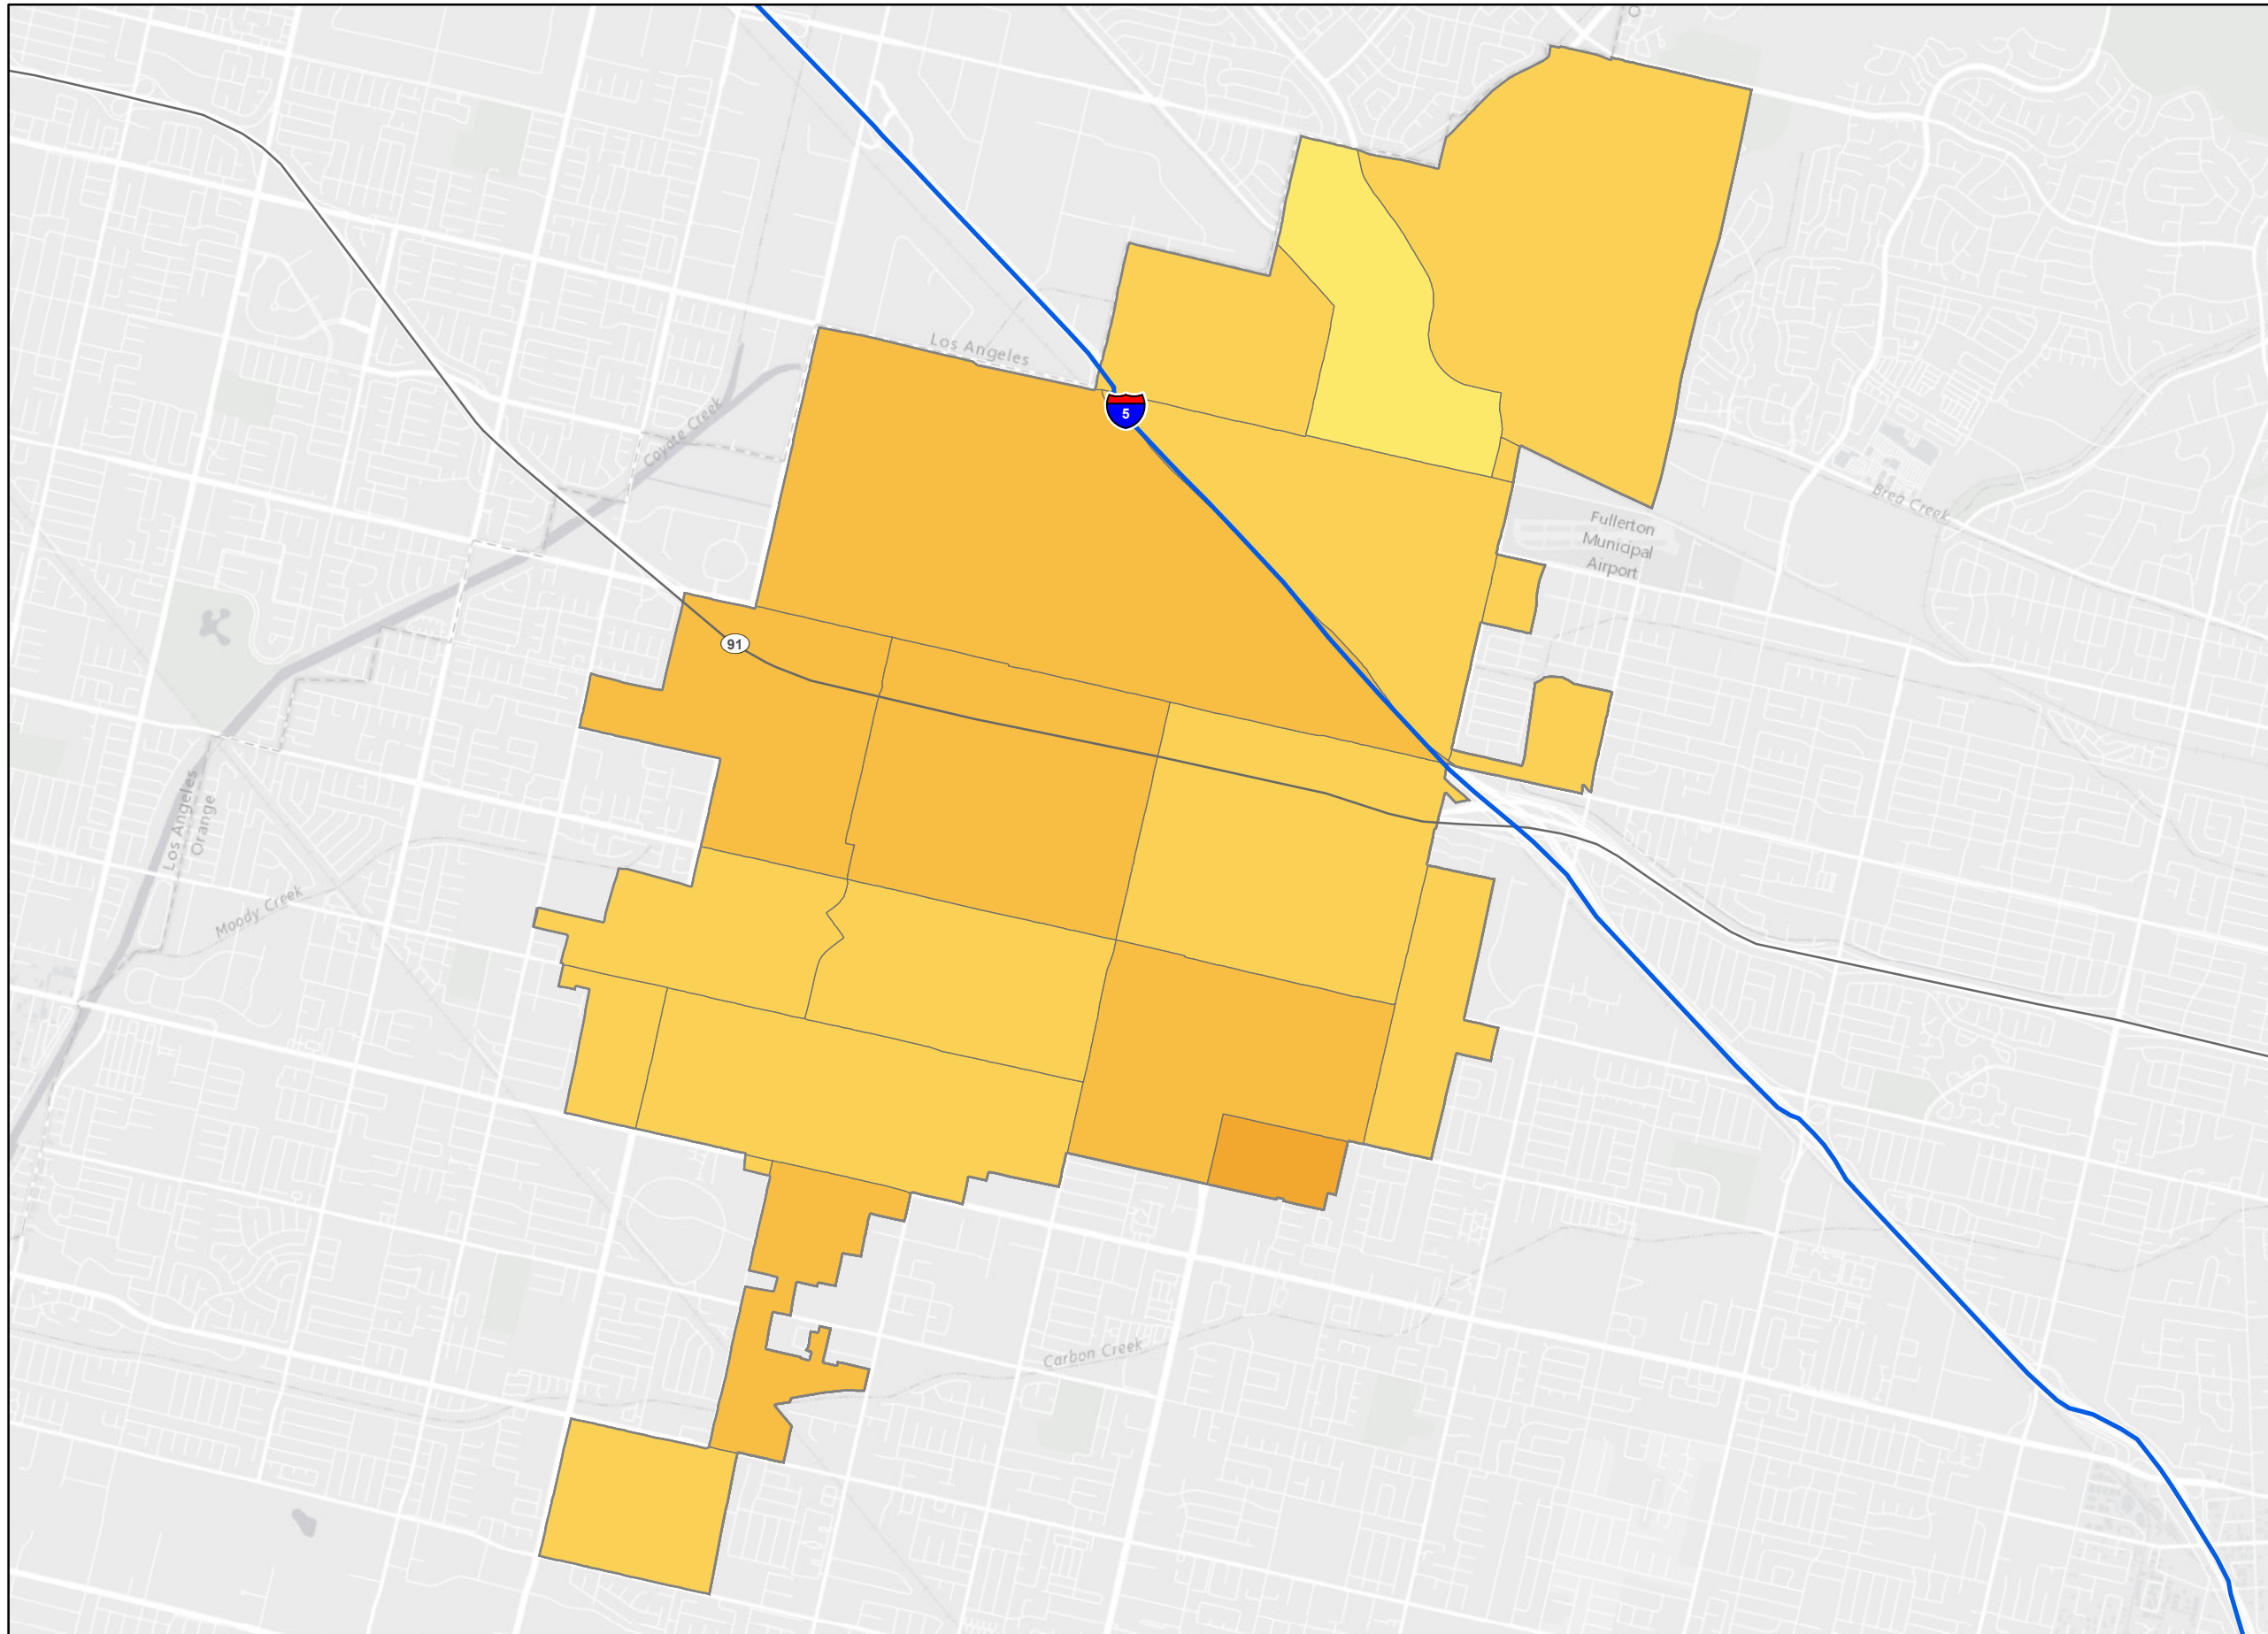 Los Angeles
5
Coyote Creek
Brea Creek
Fullerton
Municipal
Airport
91
Los Angeles
Orange
Moody Creek
Carbon Creek